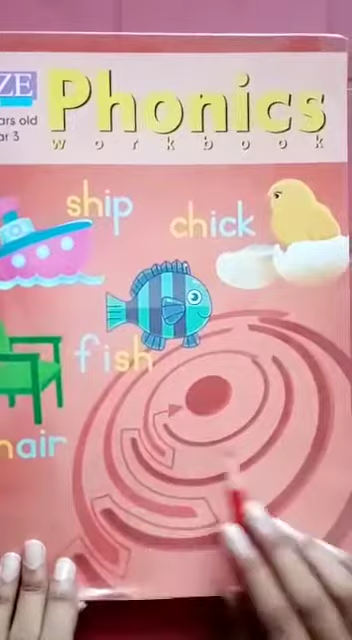 ZE
Phonics
ars old
ar 3
workbook
ship
chick
fish
hair